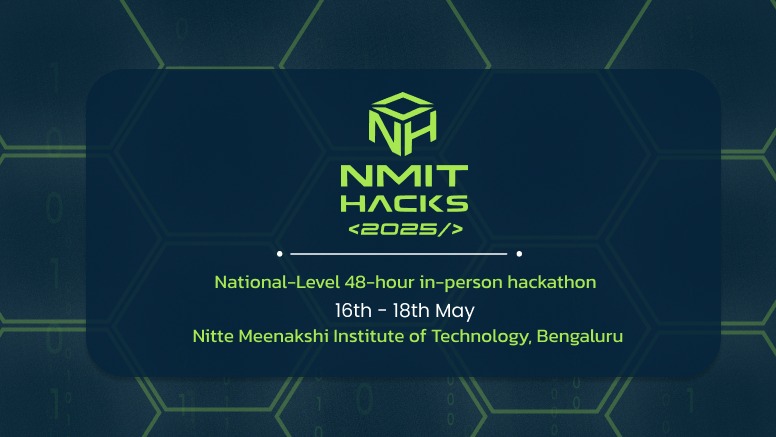 NH
NMIT
HACKS
<2025/>
National-Level 48-hour in-person hackathon
16th - 18th May
Nitte Meenakshi Institute of Technology, Bengaluru